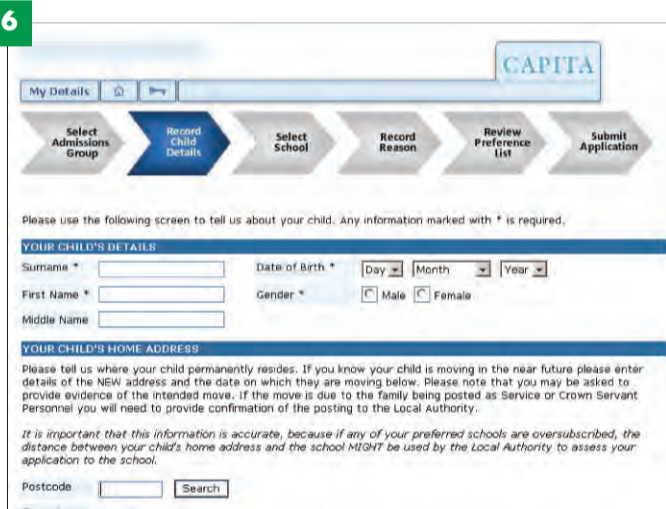 6
CAPITA
My Details
Select
Admissions
Group
Record
Child
Details
Select
School
Record
Reason
Review
Preference
List
Submit
Application
Please use the following screen to tell us about your child. Any information marked with * is required.
YOUR CHILD'S DETAILS
Surname * Date of Birth * Day Month Year
First Name * Gender * Male Female
Middle Name
YOUR CHILD'S HOME ADDRESS
Please tell us where your child permanently resides. If you know your child is moving in the near future please enter
details of the NEW address and the date on which they are moving below. Please note that you may be asked to
provide evidence of the intended move. If the move is due to the family being posted as Service or Crown Servant
Personnel you will need to provide confirmation of the posting to the Local Authority.
It is important that this information is accurate, because if any of your preferred schools are oversubscribed, the
distance between your child's home address and the school MIGHT be used by the Local Authority to assess your
application to the school.
Postcode Search